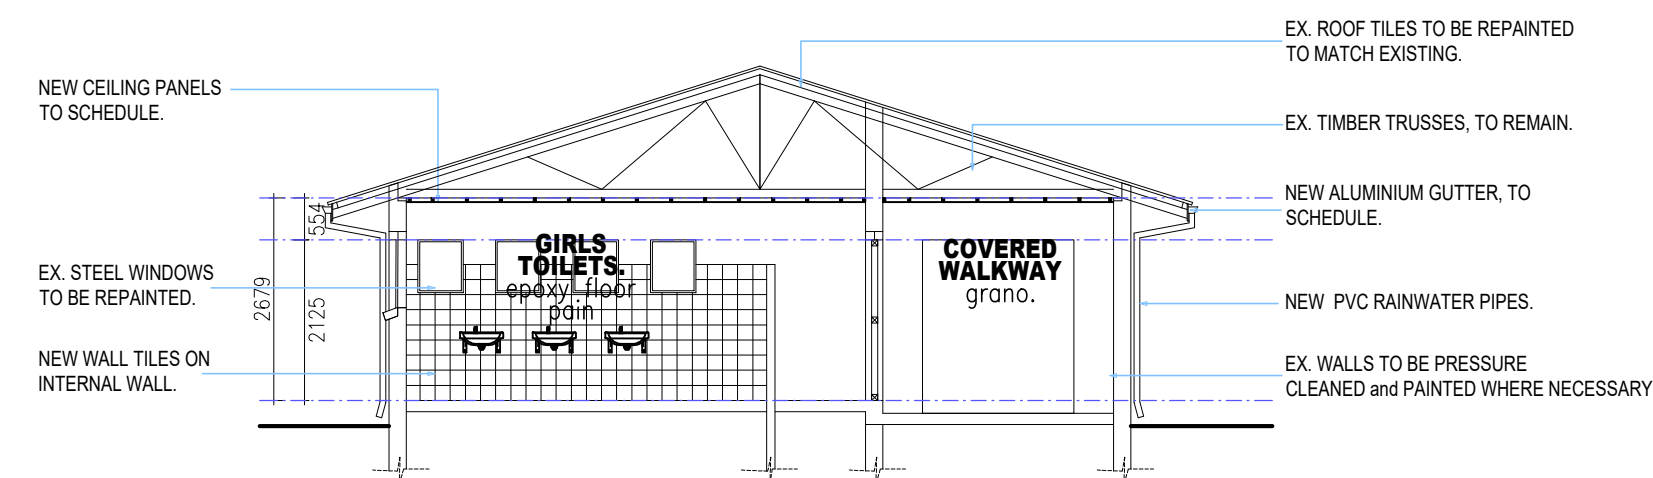 EX. ROOF TILES TO BE REPAINTED
TO MATCH EXISTING.
NEW CEILING PANELS
TO SCHEDULE.
EX. TIMBER TRUSSES, TO REMAIN.
NEW ALUMINIUM GUTTER, TO
SCHEDULE.
554
GIRLS
TOILETS.
epoxy floor
pain
COVERED
WALKWAY
grano.
EX. STEEL WINDOWS
TO BE REPAINTED.
2679
2125
NEW PVC RAINWATER PIPES.
NEW WALL TILES ON
INTERNAL WALL.
EX. WALLS TO BE PRESSURE
CLEANED and PAINTED WHERE NECESSARY